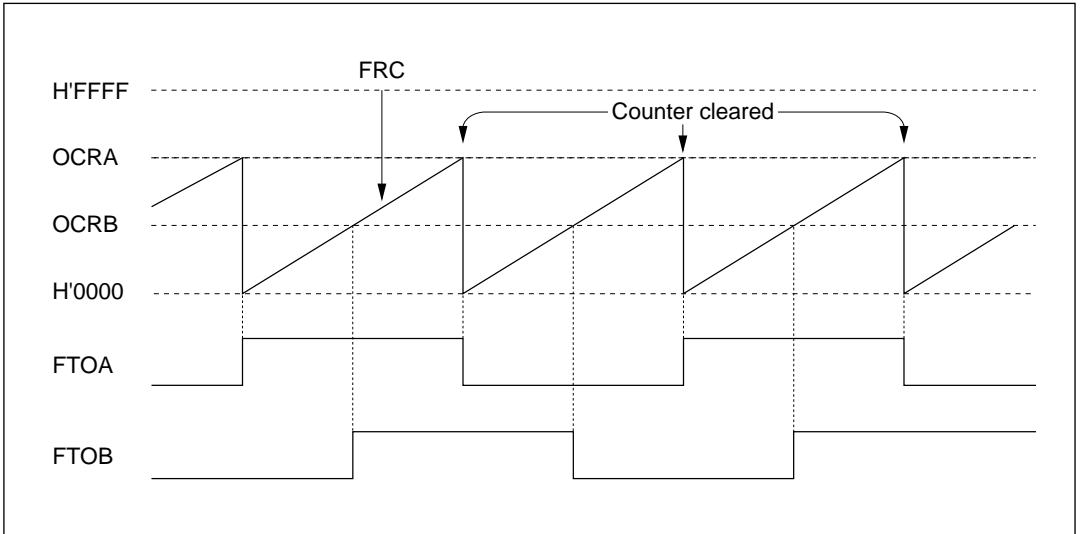 FRC
H'FFFF
Counter cleared
OCRA
OCRB
H'0000
FTOA
FTOB